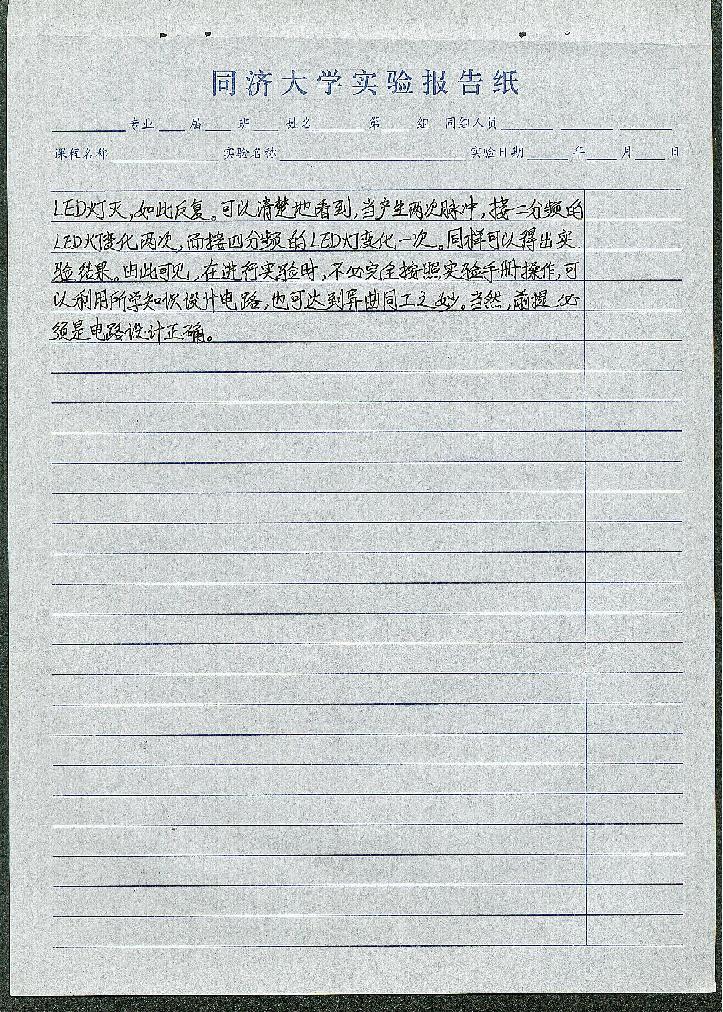 同济大学实验报告纸
专业 届 班 姓名 第 组 同组人员
课程名称 实验名称 实验日期 年 月 日
LED灯灭,如此反复。可以清楚地看到,当产生两次脉冲,接二分频的
LED灯变化两次,而接四分频的LED灯变化一次。同样可以得出实
验结果。由此可见,在进行实验时,不必完全按照实验手册操作,可
以利用所学知识设计电路,也可达到异曲同工之妙。当然,前提必
须是电路设计正确。